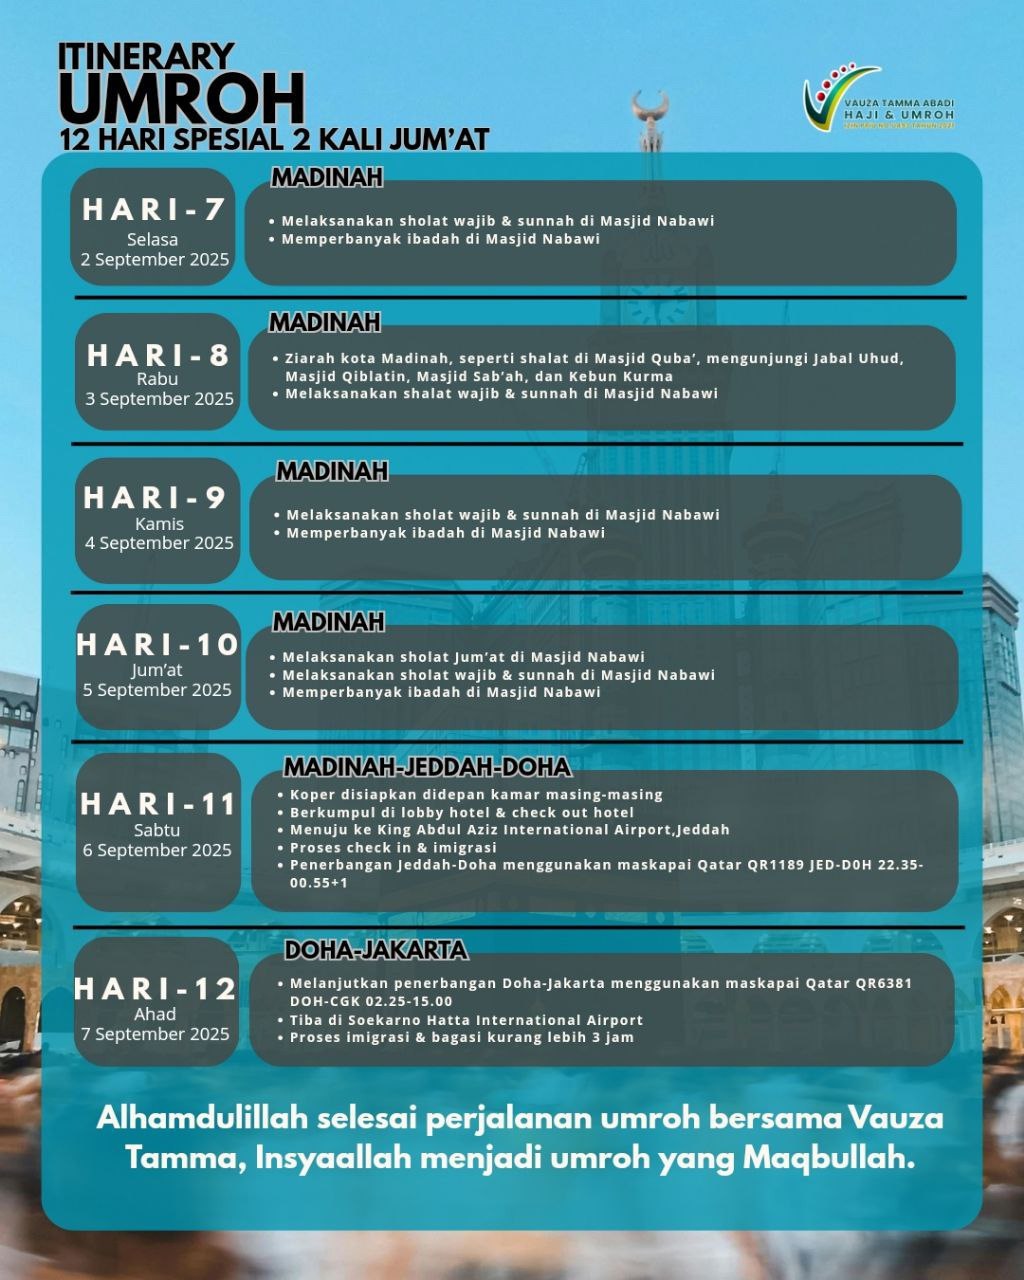 ITINERARY
UMROH
12 HARI SPESIAL 2 KALI JUM’AT
VAUZA TAMMA ABADI
HAJI & UMROH
HARI-7
Selasa
2 September 2025
MADINAH
• Melaksanakan sholat wajib & sunnah di Masjid Nabawi
• Memperbanyak ibadah di Masjid Nabawi
HARI-8
Rabu
3 September 2025
MADINAH
• Ziarah kota Madinah, seperti shalat di Masjid Quba’, mengunjungi Jabal Uhud,
Masjid Qiblatin, Masjid Sab’ah, dan Kebun Kurma
• Melaksanakan shalat wajib & sunnah di Masjid Nabawi
HARI-9
Kamis
4 September 2025
MADINAH
• Melaksanakan sholat wajib & sunnah di Masjid Nabawi
• Memperbanyak ibadah di Masjid Nabawi
HARI-10
Jum’at
5 September 2025
MADINAH
• Melaksanakan sholat Jum’at di Masjid Nabawi
• Melaksanakan sholat wajib & sunnah di Masjid Nabawi
• Memperbanyak ibadah di Masjid Nabawi
HARI-11
Sabtu
6 September 2025
MADINAH-JEDDAH-DOHA
• Koper disiapkan didepan kamar masing-masing
• Berkumpul di lobby hotel & check out hotel
• Menuju ke King Abdul Aziz International Airport,Jeddah
• Proses check in & imigrasi
• Penerbangan Jeddah-Doha menggunakan maskapai Qatar QR1189 JED-D0H 22.35-
00.55+1
HARI-12
Ahad
7 September 2025
DOHA-JAKARTA
• Melanjutkan penerbangan Doha-Jakarta menggunakan maskapai Qatar QR6381
DOH-CGK 02.25-15.00
• Tiba di Soekarno Hatta International Airport
• Proses imigrasi & bagasi kurang lebih 3 jam
Alhamdulillah selesai perjalanan umroh bersama Vauza
Tamma, Insyaallah menjadi umroh yang Maqbullah.